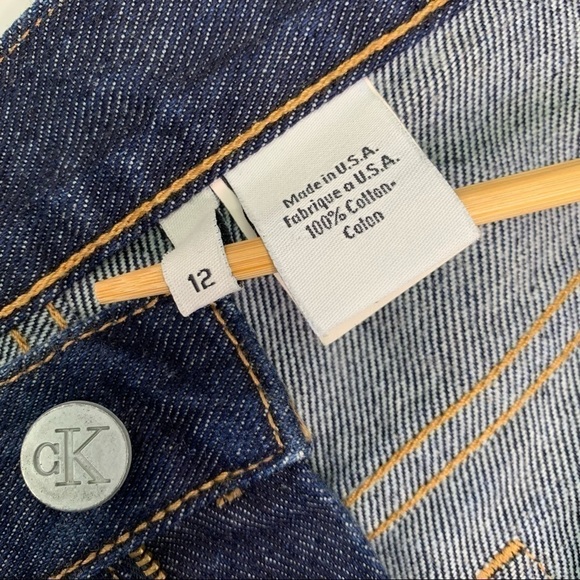 Made in U.S.A.
Fabrique a U.S.A.
100% Cotton-
Coton
12
cK